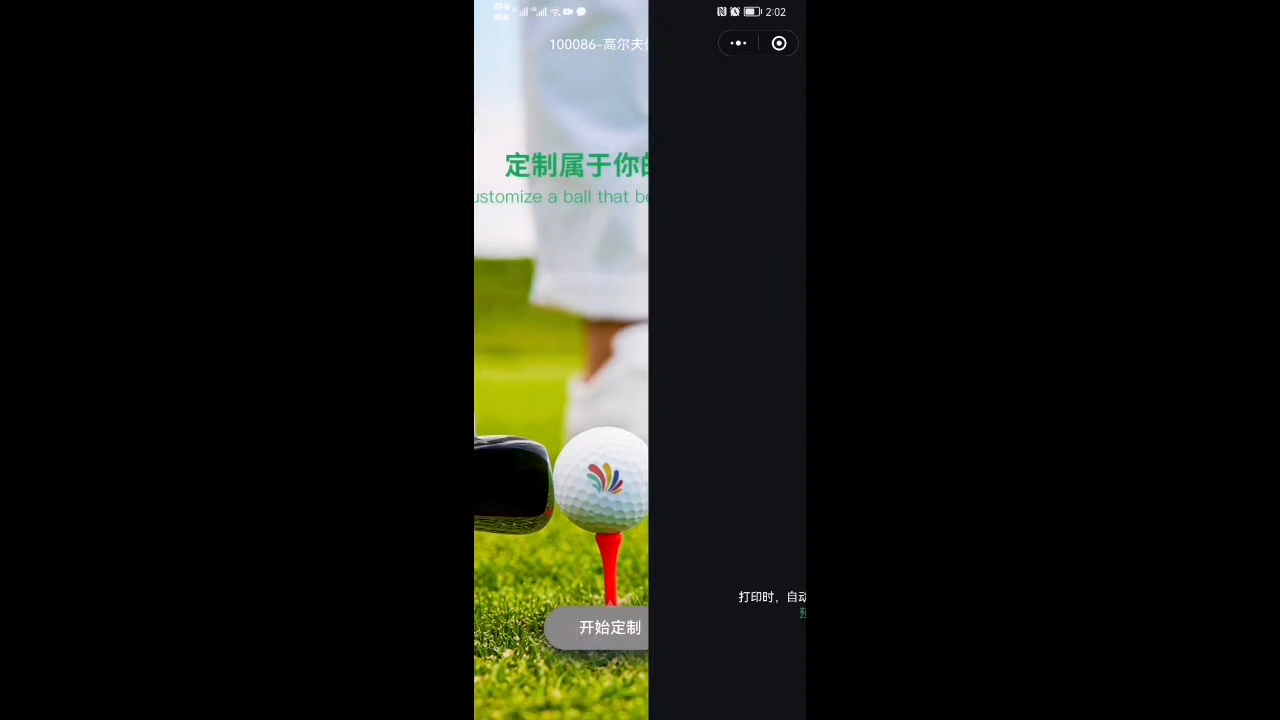 2:02
100086-高尔夫
定制属于你
ustomize a ball that be
打印时，自动
开始定制